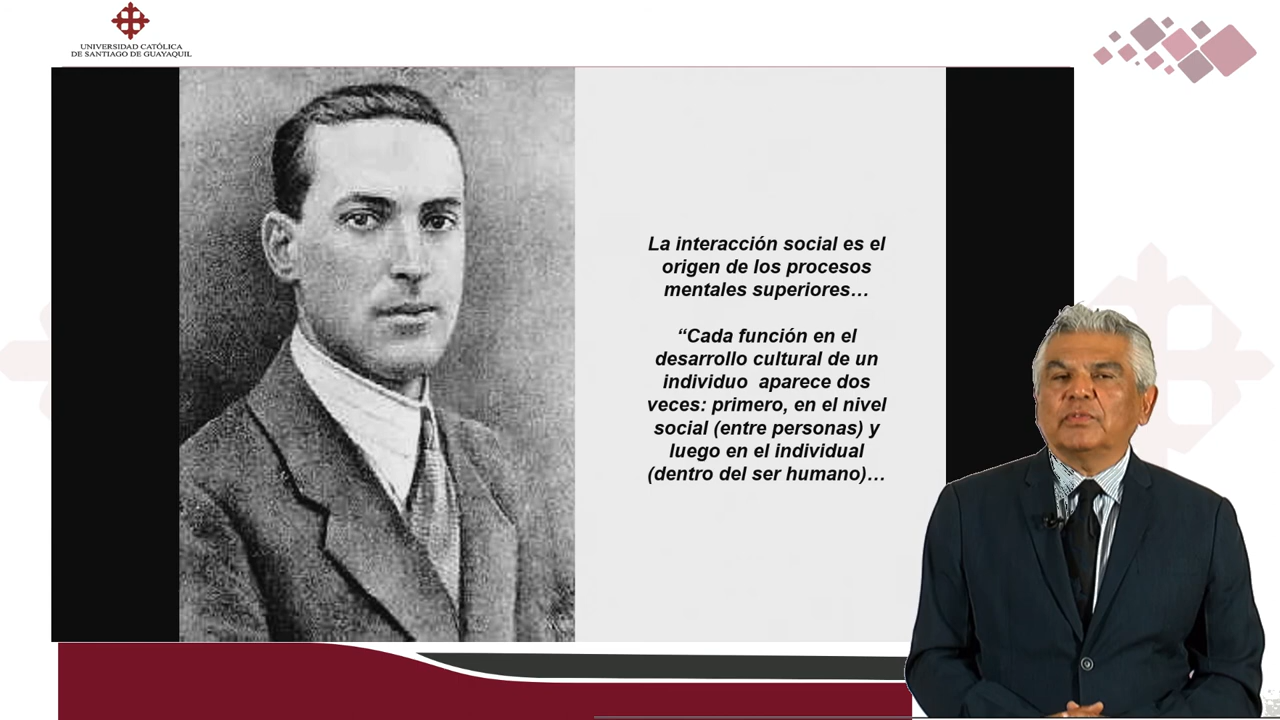 UNIVERSIDAD CATÓLICA
DE SANTIAGO DE GUAYAQUIL
La interacción social es el
origen de los procesos
mentales superiores…
“Cada función en el
desarrollo cultural de un
individuo aparece dos
veces: primero, en el nivel
social (entre personas) y
luego en el individual
(dentro del ser humano)…